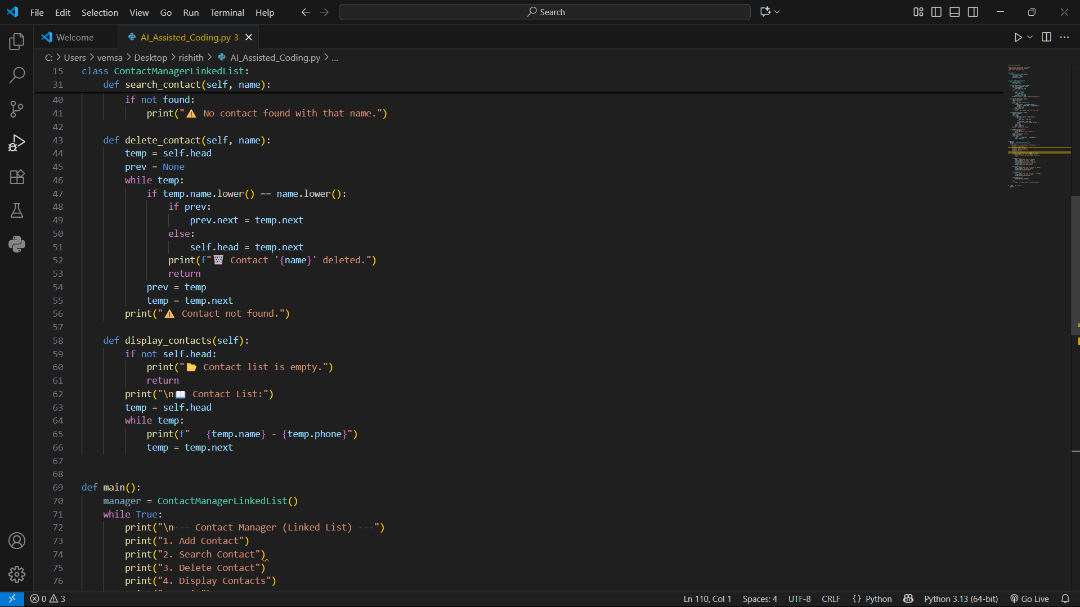 File Edit Selection View Go Run Terminal Help Search
Welcome AI_Assisted_Coding.py 3
C: > Users > vemsa > Desktop > rishith > AI_Assisted_Coding.py > ...
15 class ContactManagerLinkedList:
31 def search_contact(self, name):
40 if not found:
41 print("⚠️ No contact found with that name.")
42
43 def delete_contact(self, name):
44 temp = self.head
45 prev = None
46 while temp:
47 if temp.name.lower() == name.lower():
48 if prev:
49 prev.next = temp.next
50 else:
51 self.head = temp.next
52 print(f"🗑️ Contact '{name}' deleted.")
53 return
54 prev = temp
55 temp = temp.next
56 print("⚠️ Contact not found.")
57
58 def display_contacts(self):
59 if not self.head:
60 print("📂 Contact list is empty.")
61 return
62 print("\n📖 Contact List:")
63 temp = self.head
64 while temp:
65 print(f"   {temp.name} - {temp.phone}")
66 temp = temp.next
67
68
69 def main():
70 manager = ContactManagerLinkedList()
71 while True:
72 print("\n--- Contact Manager (Linked List) ---")
73 print("1. Add Contact")
74 print("2. Search Contact")
75 print("3. Delete Contact")
76 print("4. Display Contacts")
0 3 Ln 110, Col 1 Spaces: 4 UTF-8 CRLF {} Python Python 3.13 (64-bit) Go Live